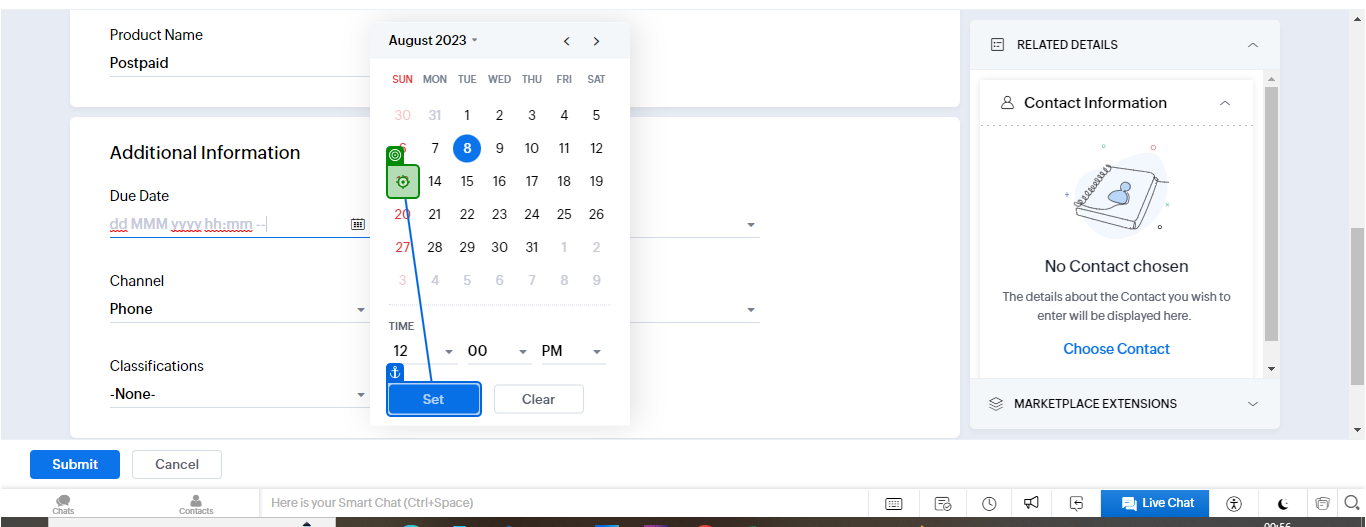 Product Name
Postpaid
Additional Information
Due Date
dd MMM yyyy hh:mm --
Channel
Phone
Classifications
-None-
August 2023
SUN MON TUE WED THU FRI SAT
30 31 1 2 3 4 5
6 7 8 9 10 11 12
14 15 16 17 18 19
20 21 22 23 24 25 26
27 28 29 30 31 1 2
3 4 5 6 7 8 9
TIME
12 00 PM
Set Clear
RELATED DETAILS
Contact Information
No Contact chosen
The details about the Contact you wish to
enter will be displayed here.
Choose Contact
MARKETPLACE EXTENSIONS
Submit Cancel
Chats Contacts Here is your Smart Chat (Ctrl+Space) Live Chat